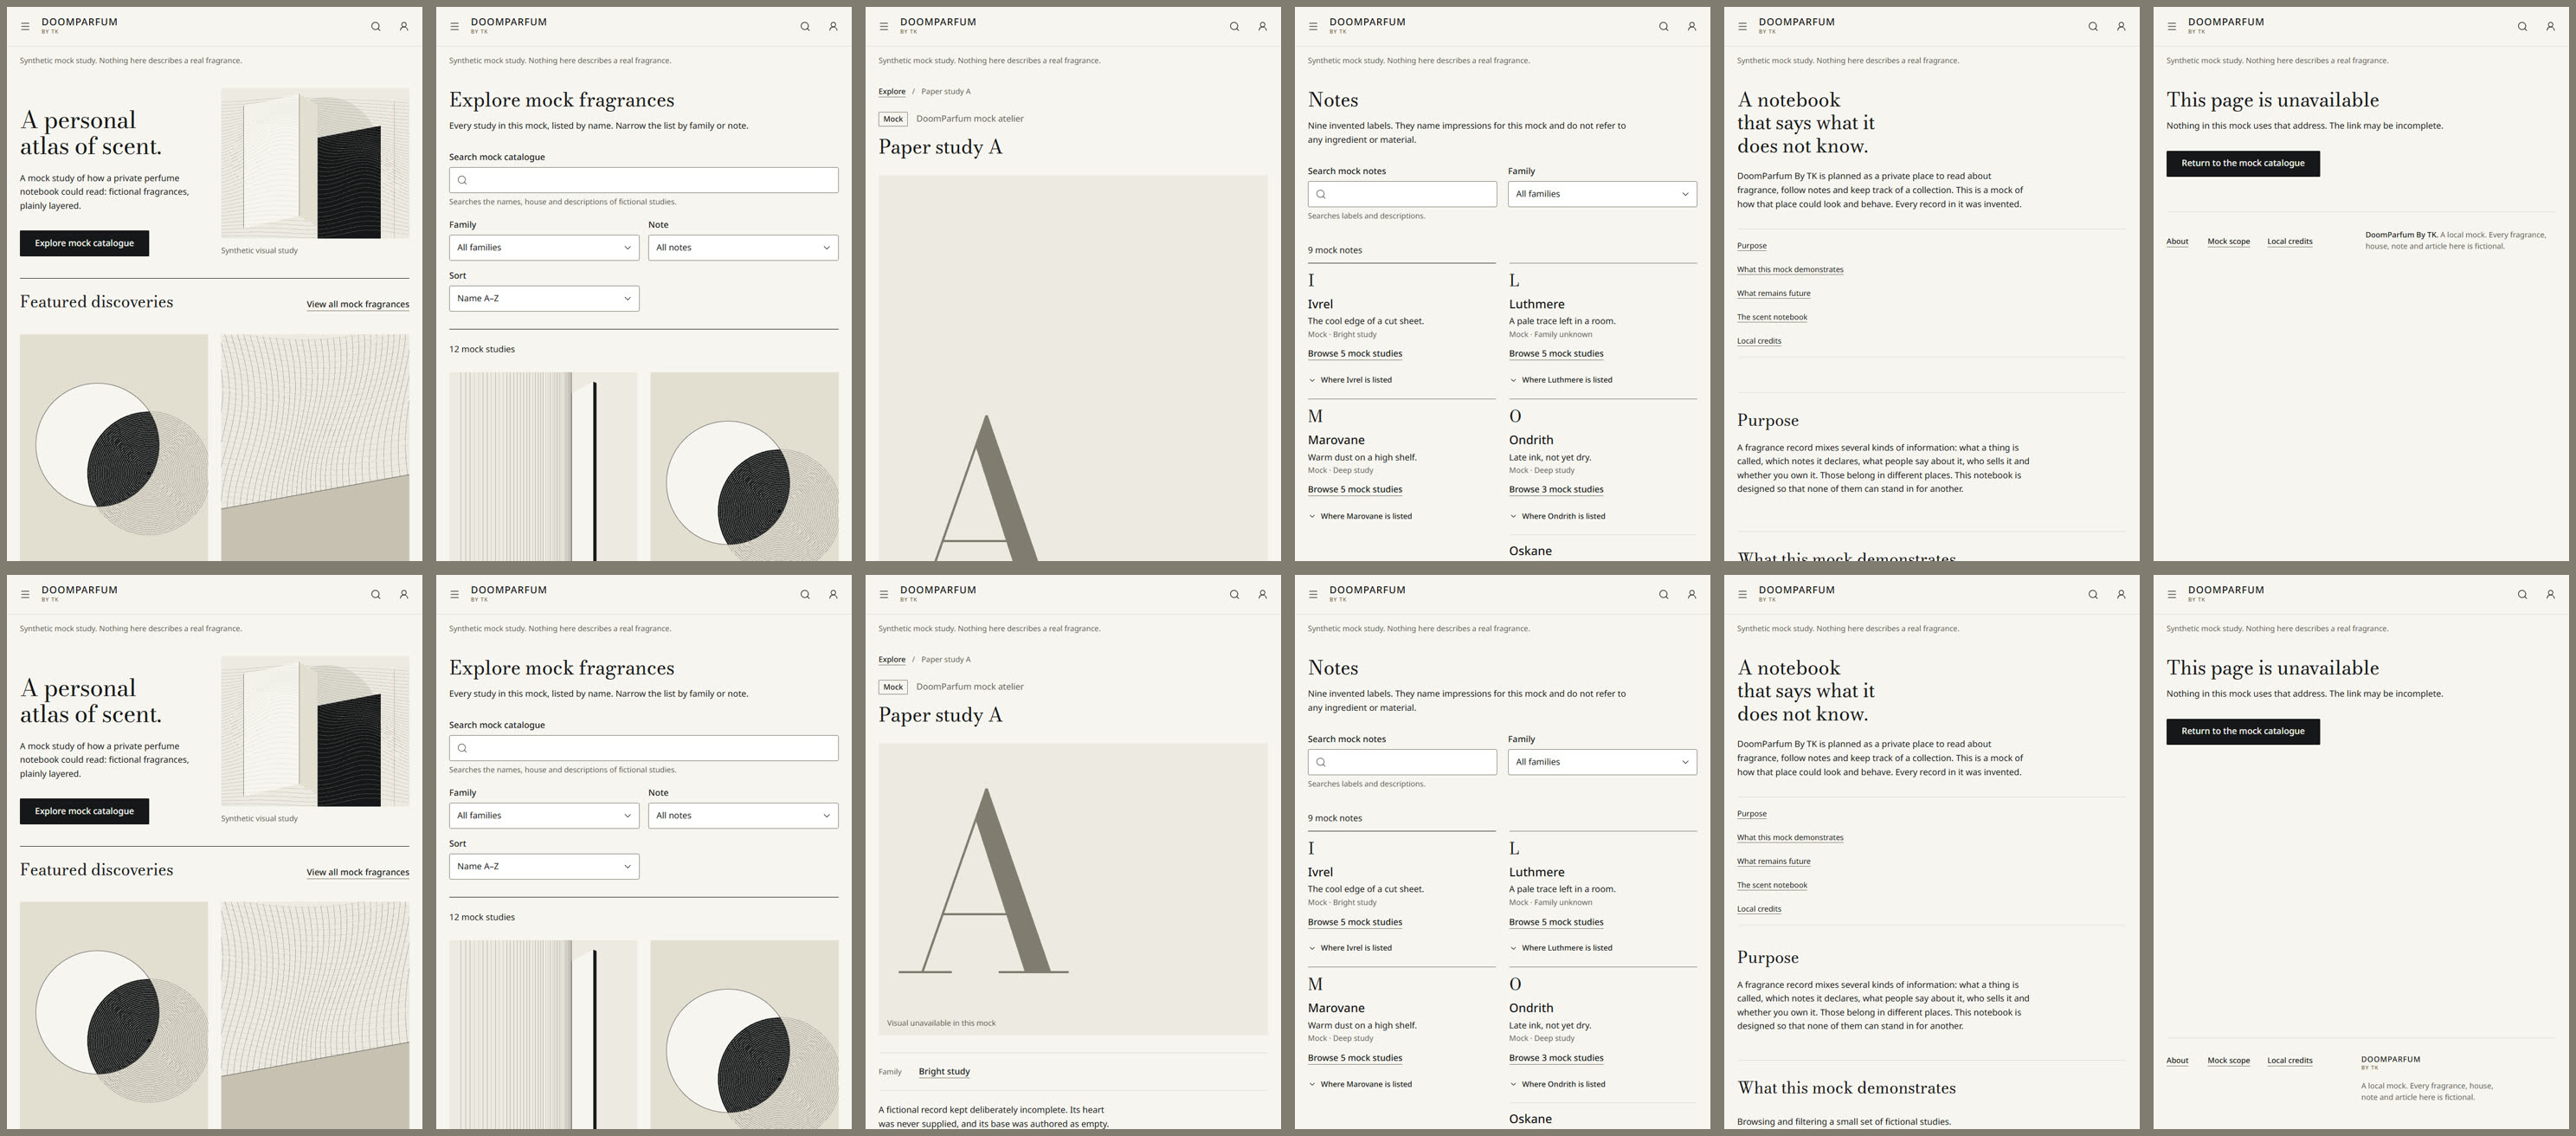 DOOMPARFUM
BY TK
Synthetic mock study. Nothing here describes a real fragrance.
A personal
atlas of scent.
A mock study of how a private perfume
notebook could read: fictional fragrances,
plainly layered.
Explore mock catalogue
Synthetic visual study
Featured discoveries
View all mock fragrances
DOOMPARFUM
BY TK
Synthetic mock study. Nothing here describes a real fragrance.
Explore mock fragrances
Every study in this mock, listed by name. Narrow the list by family or note.
Search mock catalogue
Searches the names, house and descriptions of fictional studies.
Family
Note
All families
All notes
Sort
Name A–Z
12 mock studies
DOOMPARFUM
BY TK
Synthetic mock study. Nothing here describes a real fragrance.
Explore / Paper study A
Mock DoomParfum mock atelier
Paper study A
A
DOOMPARFUM
BY TK
Synthetic mock study. Nothing here describes a real fragrance.
Notes
Nine invented labels. They name impressions for this mock and do not refer to
any ingredient or material.
Search mock notes
Family
All families
Searches labels and descriptions.
9 mock notes
I
Ivrel
The cool edge of a cut sheet.
Mock · Bright study
Browse 5 mock studies
Where Ivrel is listed
L
Luthmere
A pale trace left in a room.
Mock · Family unknown
Browse 5 mock studies
Where Luthmere is listed
M
Marovane
Warm dust on a high shelf.
Mock · Deep study
Browse 5 mock studies
Where Marovane is listed
O
Ondrith
Late ink, not yet dry.
Mock · Deep study
Browse 3 mock studies
Where Ondrith is listed
Oskane
DOOMPARFUM
BY TK
Synthetic mock study. Nothing here describes a real fragrance.
A notebook
that says what it
does not know.
DoomParfum By TK is planned as a private place to read about
fragrance, follow notes and keep track of a collection. This is a mock of
how that place could look and behave. Every record in it was invented.
Purpose
What this mock demonstrates
What remains future
The scent notebook
Local credits
Purpose
A fragrance record mixes several kinds of information: what a thing is
called, which notes it declares, what people say about it, who sells it and
whether you own it. Those belong in different places. This notebook is
designed so that none of them can stand in for another.
What this mock demonstrates
DOOMPARFUM
BY TK
Synthetic mock study. Nothing here describes a real fragrance.
This page is unavailable
Nothing in this mock uses that address. The link may be incomplete.
Return to the mock catalogue
About
Mock scope
Local credits
DoomParfum By TK. A local mock. Every fragrance,
house, note and article here is fictional.
DOOMPARFUM
BY TK
Synthetic mock study. Nothing here describes a real fragrance.
A personal
atlas of scent.
A mock study of how a private perfume
notebook could read: fictional fragrances,
plainly layered.
Explore mock catalogue
Synthetic visual study
Featured discoveries
View all mock fragrances
DOOMPARFUM
BY TK
Synthetic mock study. Nothing here describes a real fragrance.
Explore mock fragrances
Every study in this mock, listed by name. Narrow the list by family or note.
Search mock catalogue
Searches the names, house and descriptions of fictional studies.
Family
Note
All families
All notes
Sort
Name A–Z
12 mock studies
DOOMPARFUM
BY TK
Synthetic mock study. Nothing here describes a real fragrance.
Explore / Paper study A
Mock DoomParfum mock atelier
Paper study A
A
Visual unavailable in this mock
Family Bright study
A fictional record kept deliberately incomplete. Its heart
was never supplied, and its base was authored as empty.
DOOMPARFUM
BY TK
Synthetic mock study. Nothing here describes a real fragrance.
Notes
Nine invented labels. They name impressions for this mock and do not refer to
any ingredient or material.
Search mock notes
Family
All families
Searches labels and descriptions.
9 mock notes
I
Ivrel
The cool edge of a cut sheet.
Mock · Bright study
Browse 5 mock studies
Where Ivrel is listed
L
Luthmere
A pale trace left in a room.
Mock · Family unknown
Browse 5 mock studies
Where Luthmere is listed
M
Marovane
Warm dust on a high shelf.
Mock · Deep study
Browse 5 mock studies
Where Marovane is listed
O
Ondrith
Late ink, not yet dry.
Mock · Deep study
Browse 3 mock studies
Where Ondrith is listed
Oskane
DOOMPARFUM
BY TK
Synthetic mock study. Nothing here describes a real fragrance.
A notebook
that says what it
does not know.
DoomParfum By TK is planned as a private place to read about
fragrance, follow notes and keep track of a collection. This is a mock of
how that place could look and behave. Every record in it was invented.
Purpose
What this mock demonstrates
What remains future
The scent notebook
Local credits
Purpose
A fragrance record mixes several kinds of information: what a thing is
called, which notes it declares, what people say about it, who sells it and
whether you own it. Those belong in different places. This notebook is
designed so that none of them can stand in for another.
What this mock demonstrates
Browsing and filtering a small set of fictional studies.
DOOMPARFUM
BY TK
Synthetic mock study. Nothing here describes a real fragrance.
This page is unavailable
Nothing in this mock uses that address. The link may be incomplete.
Return to the mock catalogue
About
Mock scope
Local credits
DOOMPARFUM
BY TK
A local mock. Every fragrance, house,
note and article here is fictional.